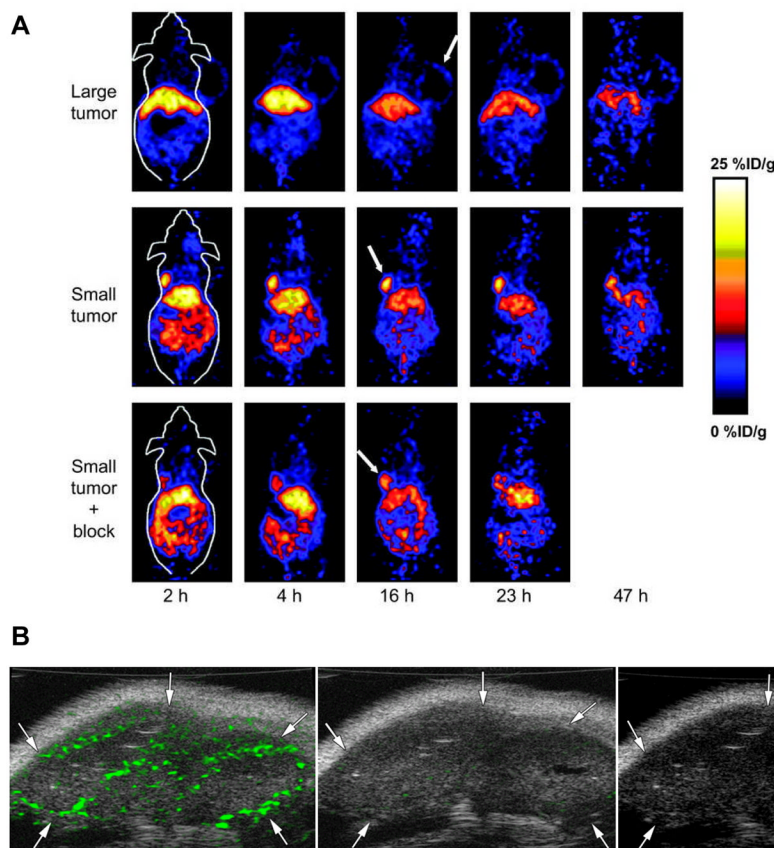 A
Large
tumor
25 %ID/g
Small
tumor
0 %ID/g
Small
tumor
+
block
2 h 4 h 16 h 23 h 47 h
B